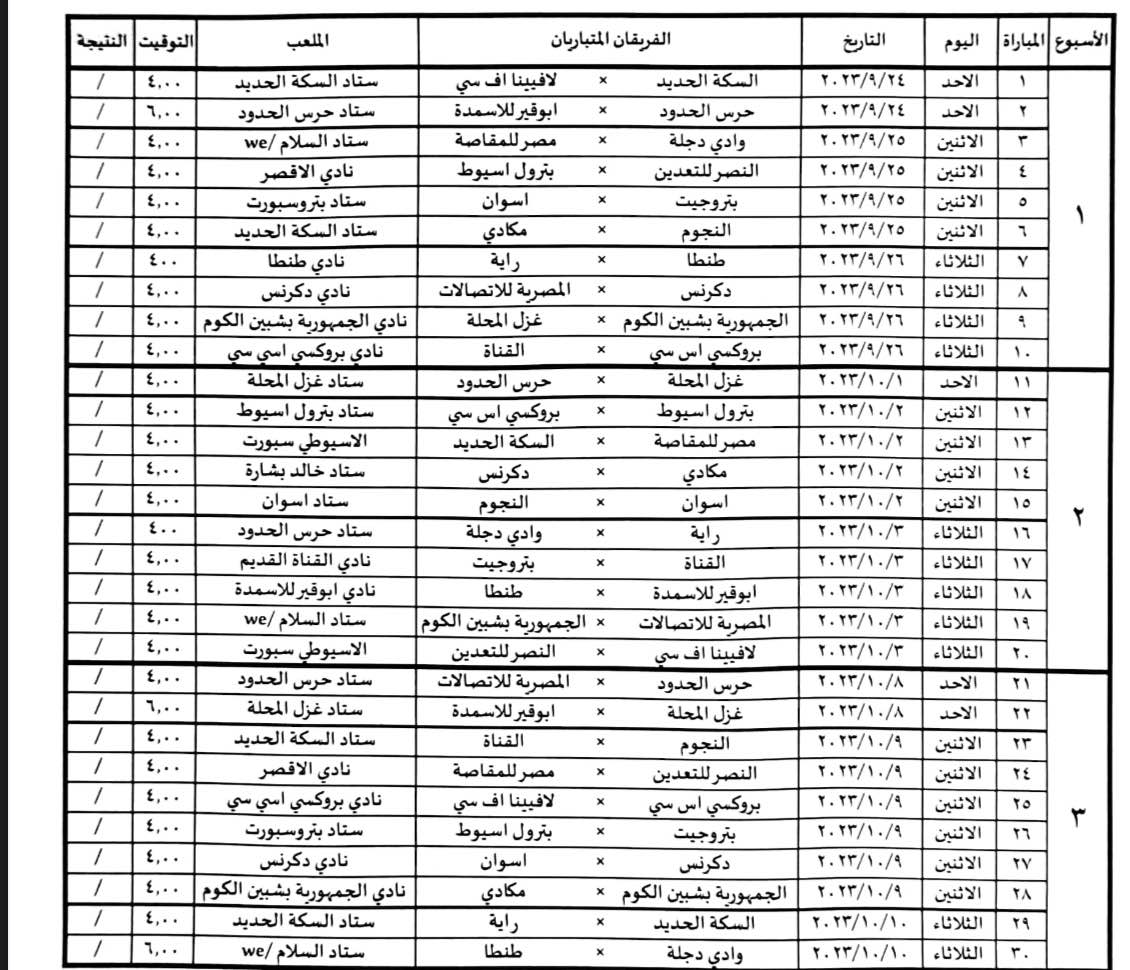 الأسبوع المباراة اليوم التاريخ الفريقان المتباريان الملعب التوقيت النتيجة
١
١ الاحد ٢٠٢٣/٩/٢٤ السكة الحديد × لافيينا اف سي ستاد السكة الحديد ٤,٠٠ /
٢ الاحد ٢٠٢٣/٩/٢٤ حرس الحدود × ابوقير للاسمدة ستاد حرس الحدود ٦,٠٠ /
٣ الاثنين ٢٠٢٣/٩/٢٥ وادي دجلة × مصر للمقاصة ستاد السلام /we ٤,٠٠ /
٤ الاثنين ٢٠٢٣/٩/٢٥ النصر للتعدين × بترول اسيوط نادي الاقصر ٤,٠٠ /
٥ الاثنين ٢٠٢٣/٩/٢٥ بتروجيت × اسوان ستاد بتروسبورت ٤,٠٠ /
٦ الاثنين ٢٠٢٣/٩/٢٥ النجوم × مكادي ستاد السكة الحديد ٤,٠٠ /
٧ الثلاثاء ٢٠٢٣/٩/٢٦ طنطا × راية نادي طنطا ٤٠٠ /
٨ الثلاثاء ٢٠٢٣/٩/٢٦ دكرنس × المصرية للاتصالات نادي دكرنس ٤,٠٠ /
٩ الثلاثاء ٢٠٢٣/٩/٢٦ الجمهورية بشبين الكوم × غزل المحلة نادي الجمهورية بشبين الكوم ٤,٠٠ /
١٠ الثلاثاء ٢٠٢٣/٩/٢٦ بروكسي اس سي × القناة نادي بروكسي اسي سي ٤,٠٠ /
٢
١١ الاحد ٢٠٢٣/١٠/١ غزل المحلة × حرس الحدود ستاد غزل المحلة ٤,٠٠ /
١٢ الاثنين ٢٠٢٣/١٠/٢ بترول اسيوط × بروكسي اس سي ستاد بترول اسيوط ٤,٠٠ /
١٣ الاثنين ٢٠٢٣/١٠/٢ مصر للمقاصة × السكة الحديد الاسيوطي سبورت ٤,٠٠ /
١٤ الاثنين ٢٠٢٣/١٠/٢ مكادي × دكرنس ستاد خالد بشارة ٤,٠٠ /
١٥ الاثنين ٢٠٢٣/١٠/٢ اسوان × النجوم ستاد اسوان ٤,٠٠ /
١٦ الثلاثاء ٢٠٢٣/١٠/٣ راية × وادي دجلة ستاد حرس الحدود ٤٠٠ /
١٧ الثلاثاء ٢٠٢٣/١٠/٣ القناة × بتروجيت نادي القناة القديم ٤,٠٠ /
١٨ الثلاثاء ٢٠٢٣/١٠/٣ ابوقير للاسمدة × طنطا نادي ابوقير للاسمدة ٤,٠٠ /
١٩ الثلاثاء ٢٠٢٣/١٠/٣ المصرية للاتصالات × الجمهورية بشبين الكوم ستاد السلام /we ٤,٠٠ /
٢٠ الثلاثاء ٢٠٢٣/١٠/٣ لافيينا اف سي × النصر للتعدين الاسيوطي سبورت ٤,٠٠ /
٣
٢١ الاحد ٢٠٢٣/١٠/٨ حرس الحدود × المصرية للاتصالات ستاد حرس الحدود ٤,٠٠ /
٢٢ الاحد ٢٠٢٣/١٠/٨ غزل المحلة × ابوقير للاسمدة ستاد غزل المحلة ٦,٠٠ /
٢٣ الاثنين ٢٠٢٣/١٠/٩ النجوم × القناة ستاد السكة الحديد ٤,٠٠ /
٢٤ الاثنين ٢٠٢٣/١٠/٩ النصر للتعدين × مصر للمقاصة نادي الاقصر ٤,٠٠ /
٢٥ الاثنين ٢٠٢٣/١٠/٩ بروكسي اس سي × لافيينا اف سي نادي بروكسي اسي سي ٤,٠٠ /
٢٦ الاثنين ٢٠٢٣/١٠/٩ بتروجيت × بترول اسيوط ستاد بتروسبورت ٤,٠٠ /
٢٧ الاثنين ٢٠٢٣/١٠/٩ دكرنس × اسوان نادي دكرنس ٤,٠٠ /
٢٨ الاثنين ٢٠٢٣/١٠/٩ الجمهورية بشبين الكوم × مكادي نادي الجمهورية بشبين الكوم ٤,٠٠ /
٢٩ الثلاثاء ٢٠٢٣/١٠/١٠ السكة الحديد × راية ستاد السكة الحديد ٤,٠٠ /
٣٠ الثلاثاء ٢٠٢٣/١٠/١٠ وادي دجلة × طنطا ستاد السلام /we ٦,٠٠ /